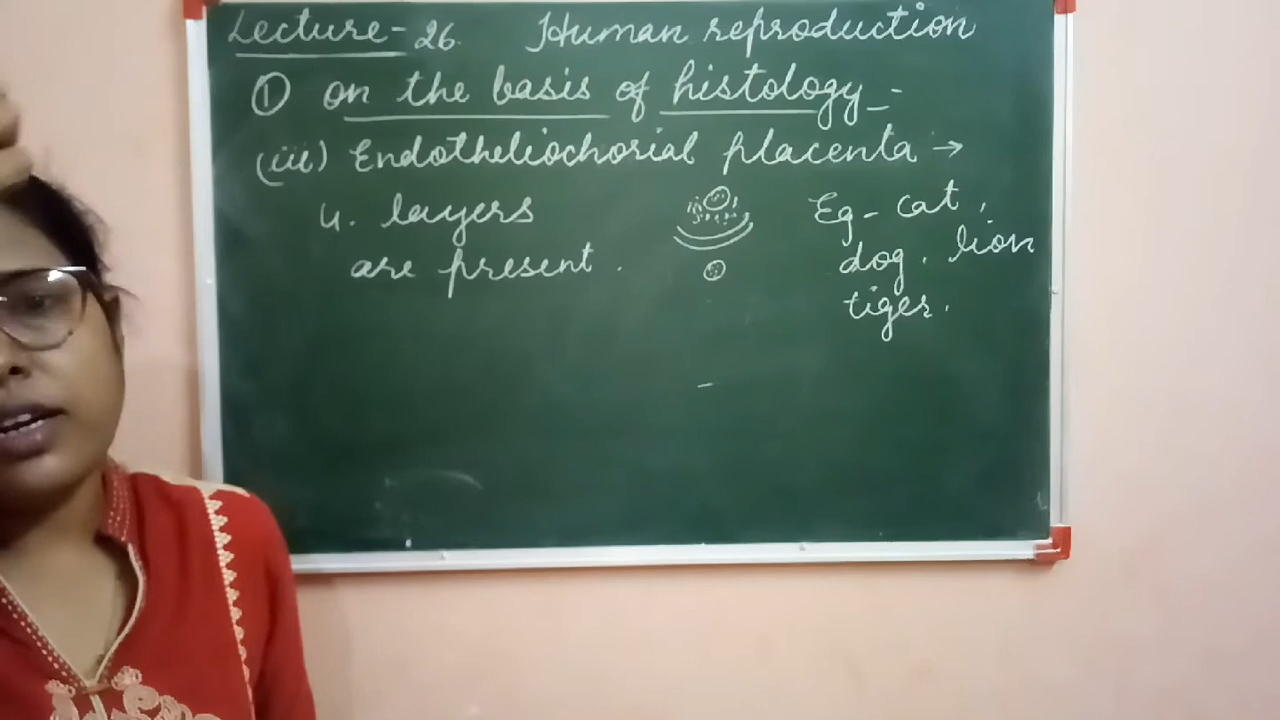 Lecture-26. Human reproduction
① on the basis of histology_-
(iii) Endotheliochorial placenta →
4. layers Eg- cat,
are present. dog. lion
tiger.